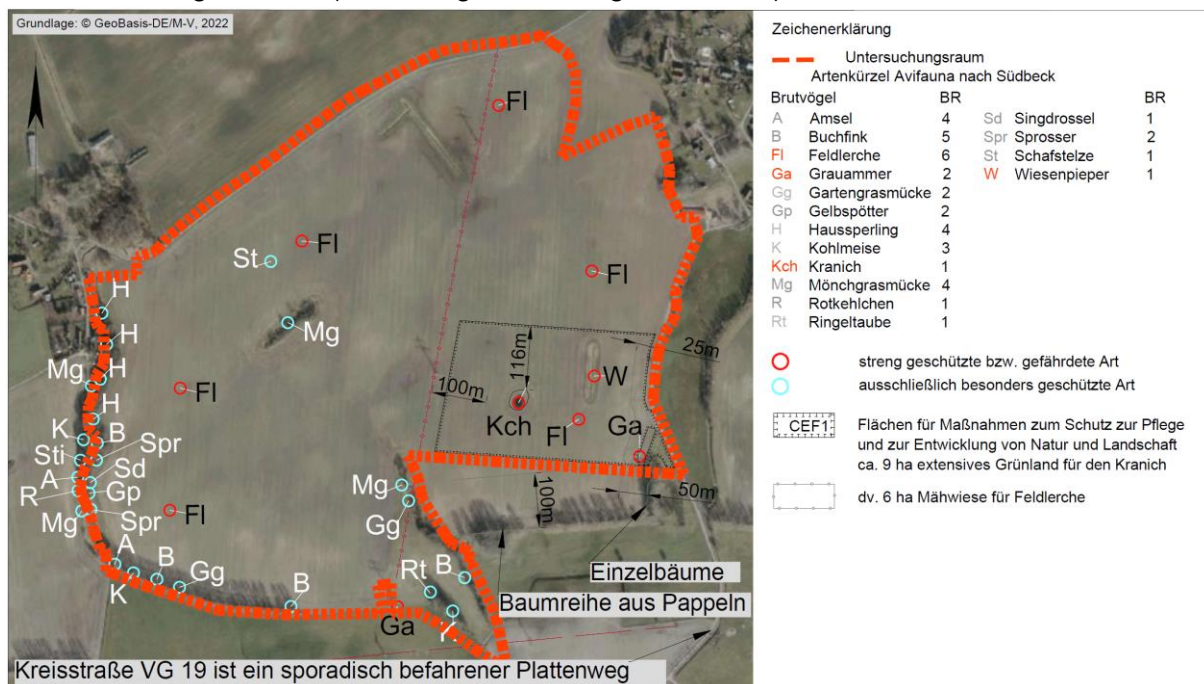 Grundlage: © GeoBasis-DE/M-V, 2022
Fl
Fl
St
Fl
H
Mg
H
116m
25m
Mg
H
W
100m
Fl
Kch
H
Fl
Ga
K
B
Spr
Sti
Sd
A
Mg
50m
R
Gp
100m
Gg
Mg
Spr
Fl
A
B
Rt
B
Einzelbäume
K
Gg
B
Baumreihe aus Pappeln
Ga
K
Kreisstraße VG 19 ist ein sporadisch befahrener Plattenweg
Zeichenerklärung
Untersuchungsraum
Artenkürzel Avifauna nach Südbeck
Brutvögel BR BR
A Amsel 4 Sd Singdrossel 1
B Buchfink 5 Spr Sprosser 2
Fl Feldlerche 6 St Schafstelze 1
Ga Grauammer 2 W Wiesenpieper 1
Gg Gartengrasmücke 2
Gp Gelbspötter 2
H Haussperling 4
K Kohlmeise 3
Kch Kranich 1
Mg Mönchgrasmücke 4
R Rotkehlchen 1
Rt Ringeltaube 1
streng geschützte bzw. gefährdete Art
ausschließlich besonders geschützte Art
CEF1 Flächen für Maßnahmen zum Schutz zur Pflege
und zur Entwicklung von Natur und Landschaft
ca. 9 ha extensives Grünland für den Kranich
dv. 6 ha Mähwiese für Feldlerche